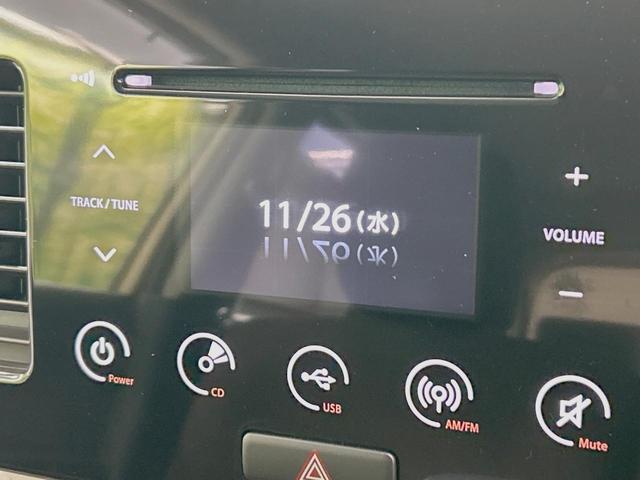 TRACK/TUNE
11/26(水)
VOLUME
Power
CD
USB
AM/FM
Mute